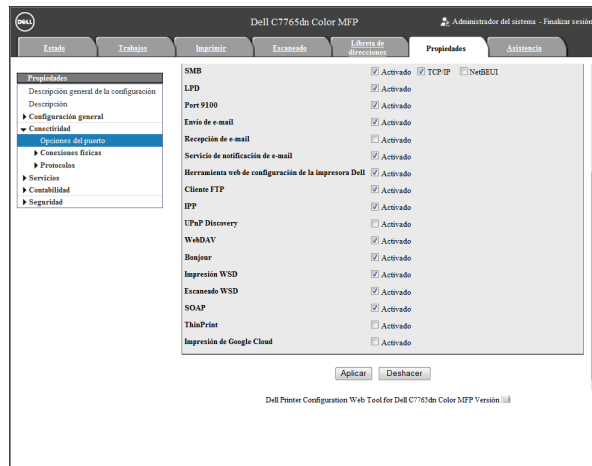 DELL
Dell C7765dn Color MFP
Administrador del sistema - Finalizar sesión
Estado Trabajos Imprimir Escaneado Libreta de direcciones Propiedades Asistencia
Propiedades
Descripción general de la configuración
Descripción
Configuración general
Conectividad
Opciones del puerto
Conexiones físicas
Protocolos
Servicios
Contabilidad
Seguridad
SMB Activado TCP/IP NetBEUI
LPD Activado
Port 9100 Activado
Envío de e-mail Activado
Recepción de e-mail Activado
Servicio de notificación de e-mail Activado
Herramienta web de configuración de la impresora Dell Activado
Cliente FTP Activado
IPP Activado
UPnP Discovery Activado
WebDAV Activado
Bonjour Activado
Impresión WSD Activado
Escaneado WSD Activado
SOAP Activado
ThinPrint Activado
Impresión de Google Cloud Activado
Aplicar Deshacer
Dell Printer Configuration Web Tool for Dell C7765dn Color MFP Versión